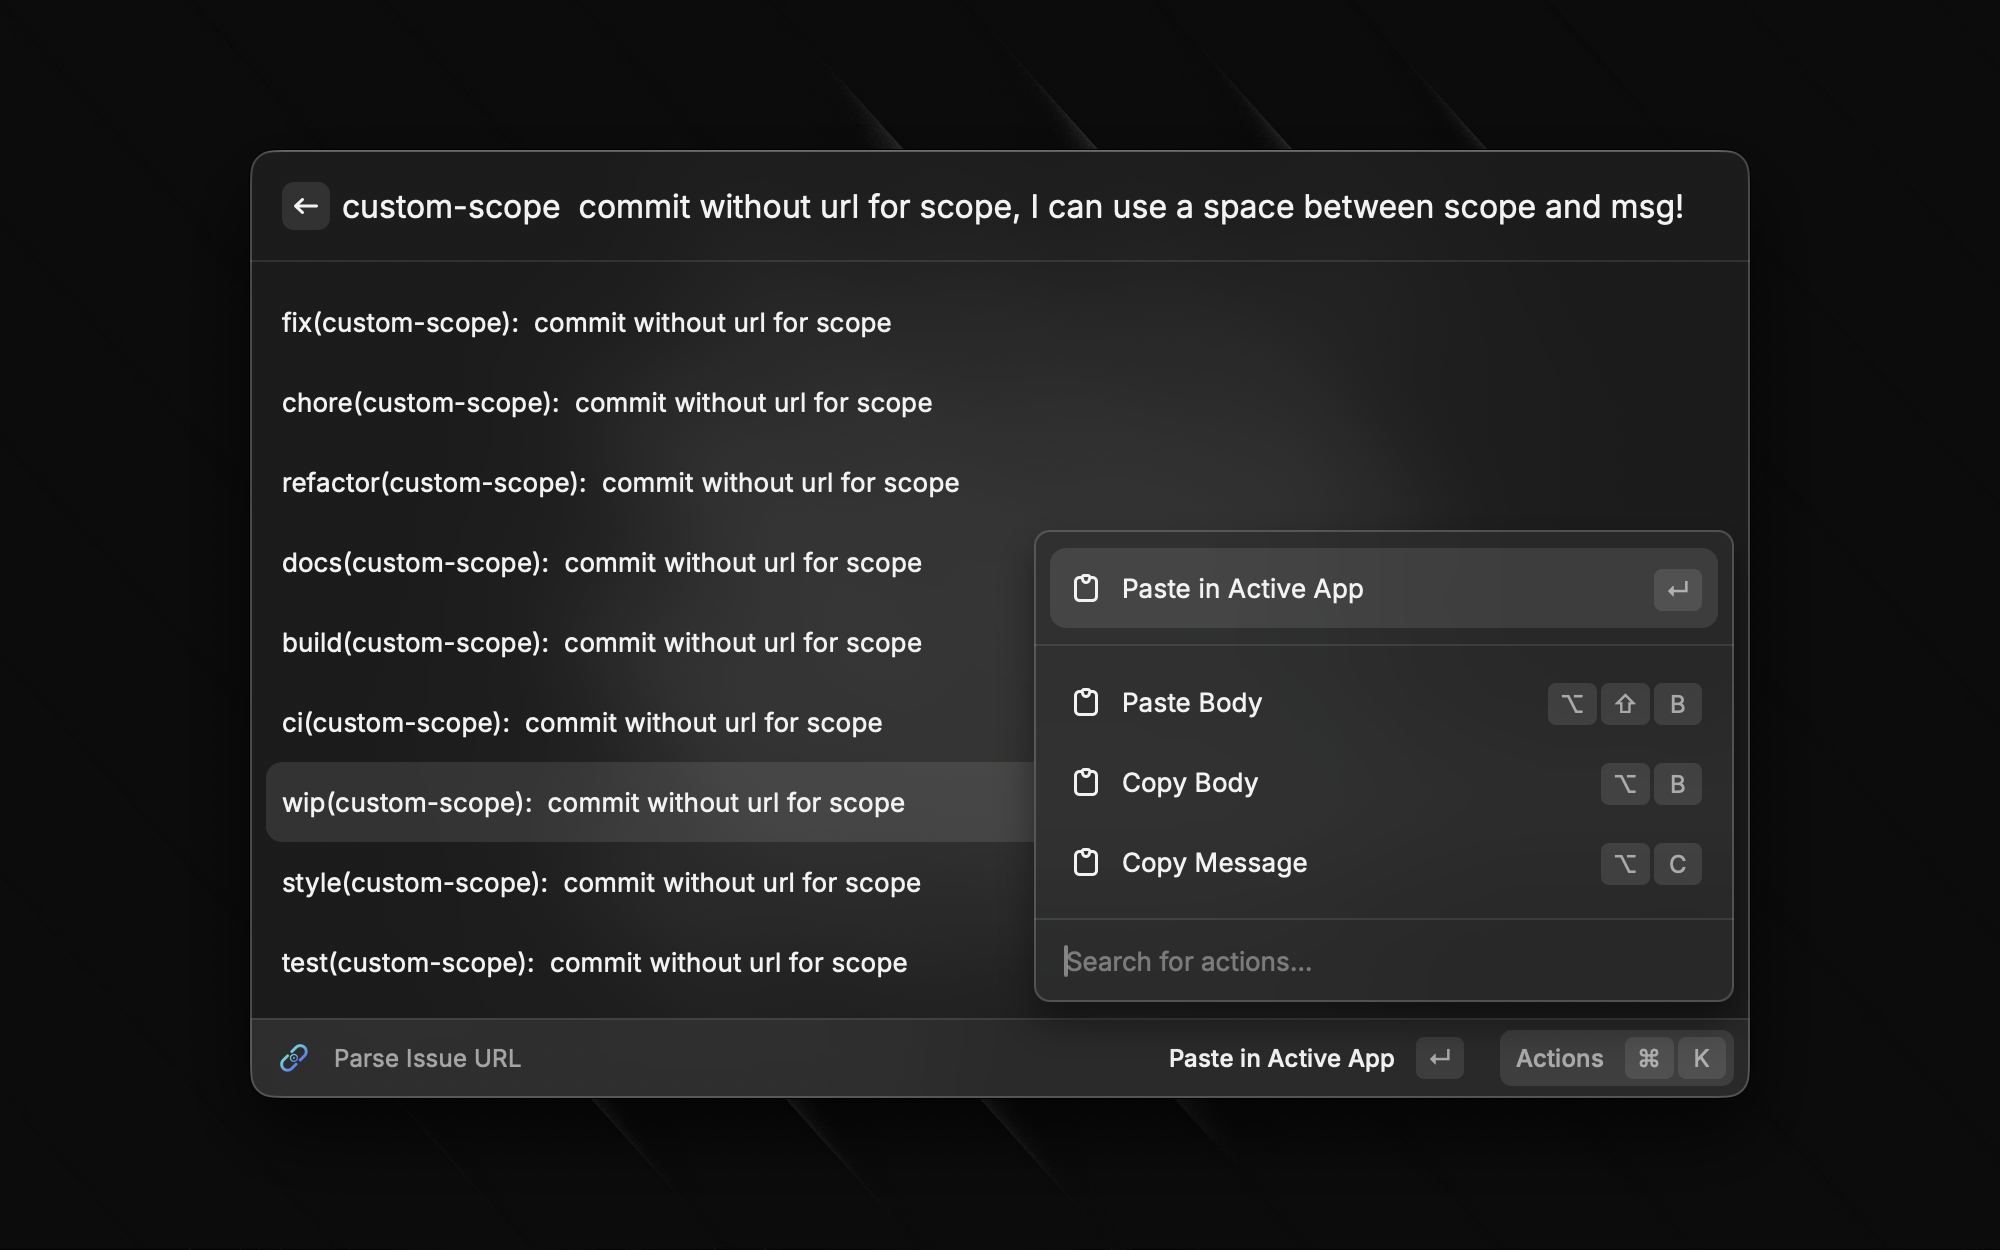 custom-scope  commit without url for scope, I can use a space between scope and msg!
fix(custom-scope):  commit without url for scope
chore(custom-scope):  commit without url for scope
refactor(custom-scope):  commit without url for scope
docs(custom-scope):  commit without url for scope
build(custom-scope):  commit without url for scope
ci(custom-scope):  commit without url for scope
wip(custom-scope):  commit without url for scope
style(custom-scope):  commit without url for scope
test(custom-scope):  commit without url for scope
Paste in Active App ↵
Paste Body ⌥ ⇧ B
Copy Body ⌥ B
Copy Message ⌥ C
Search for actions...
Parse Issue URL
Paste in Active App ↵
Actions ⌘ K